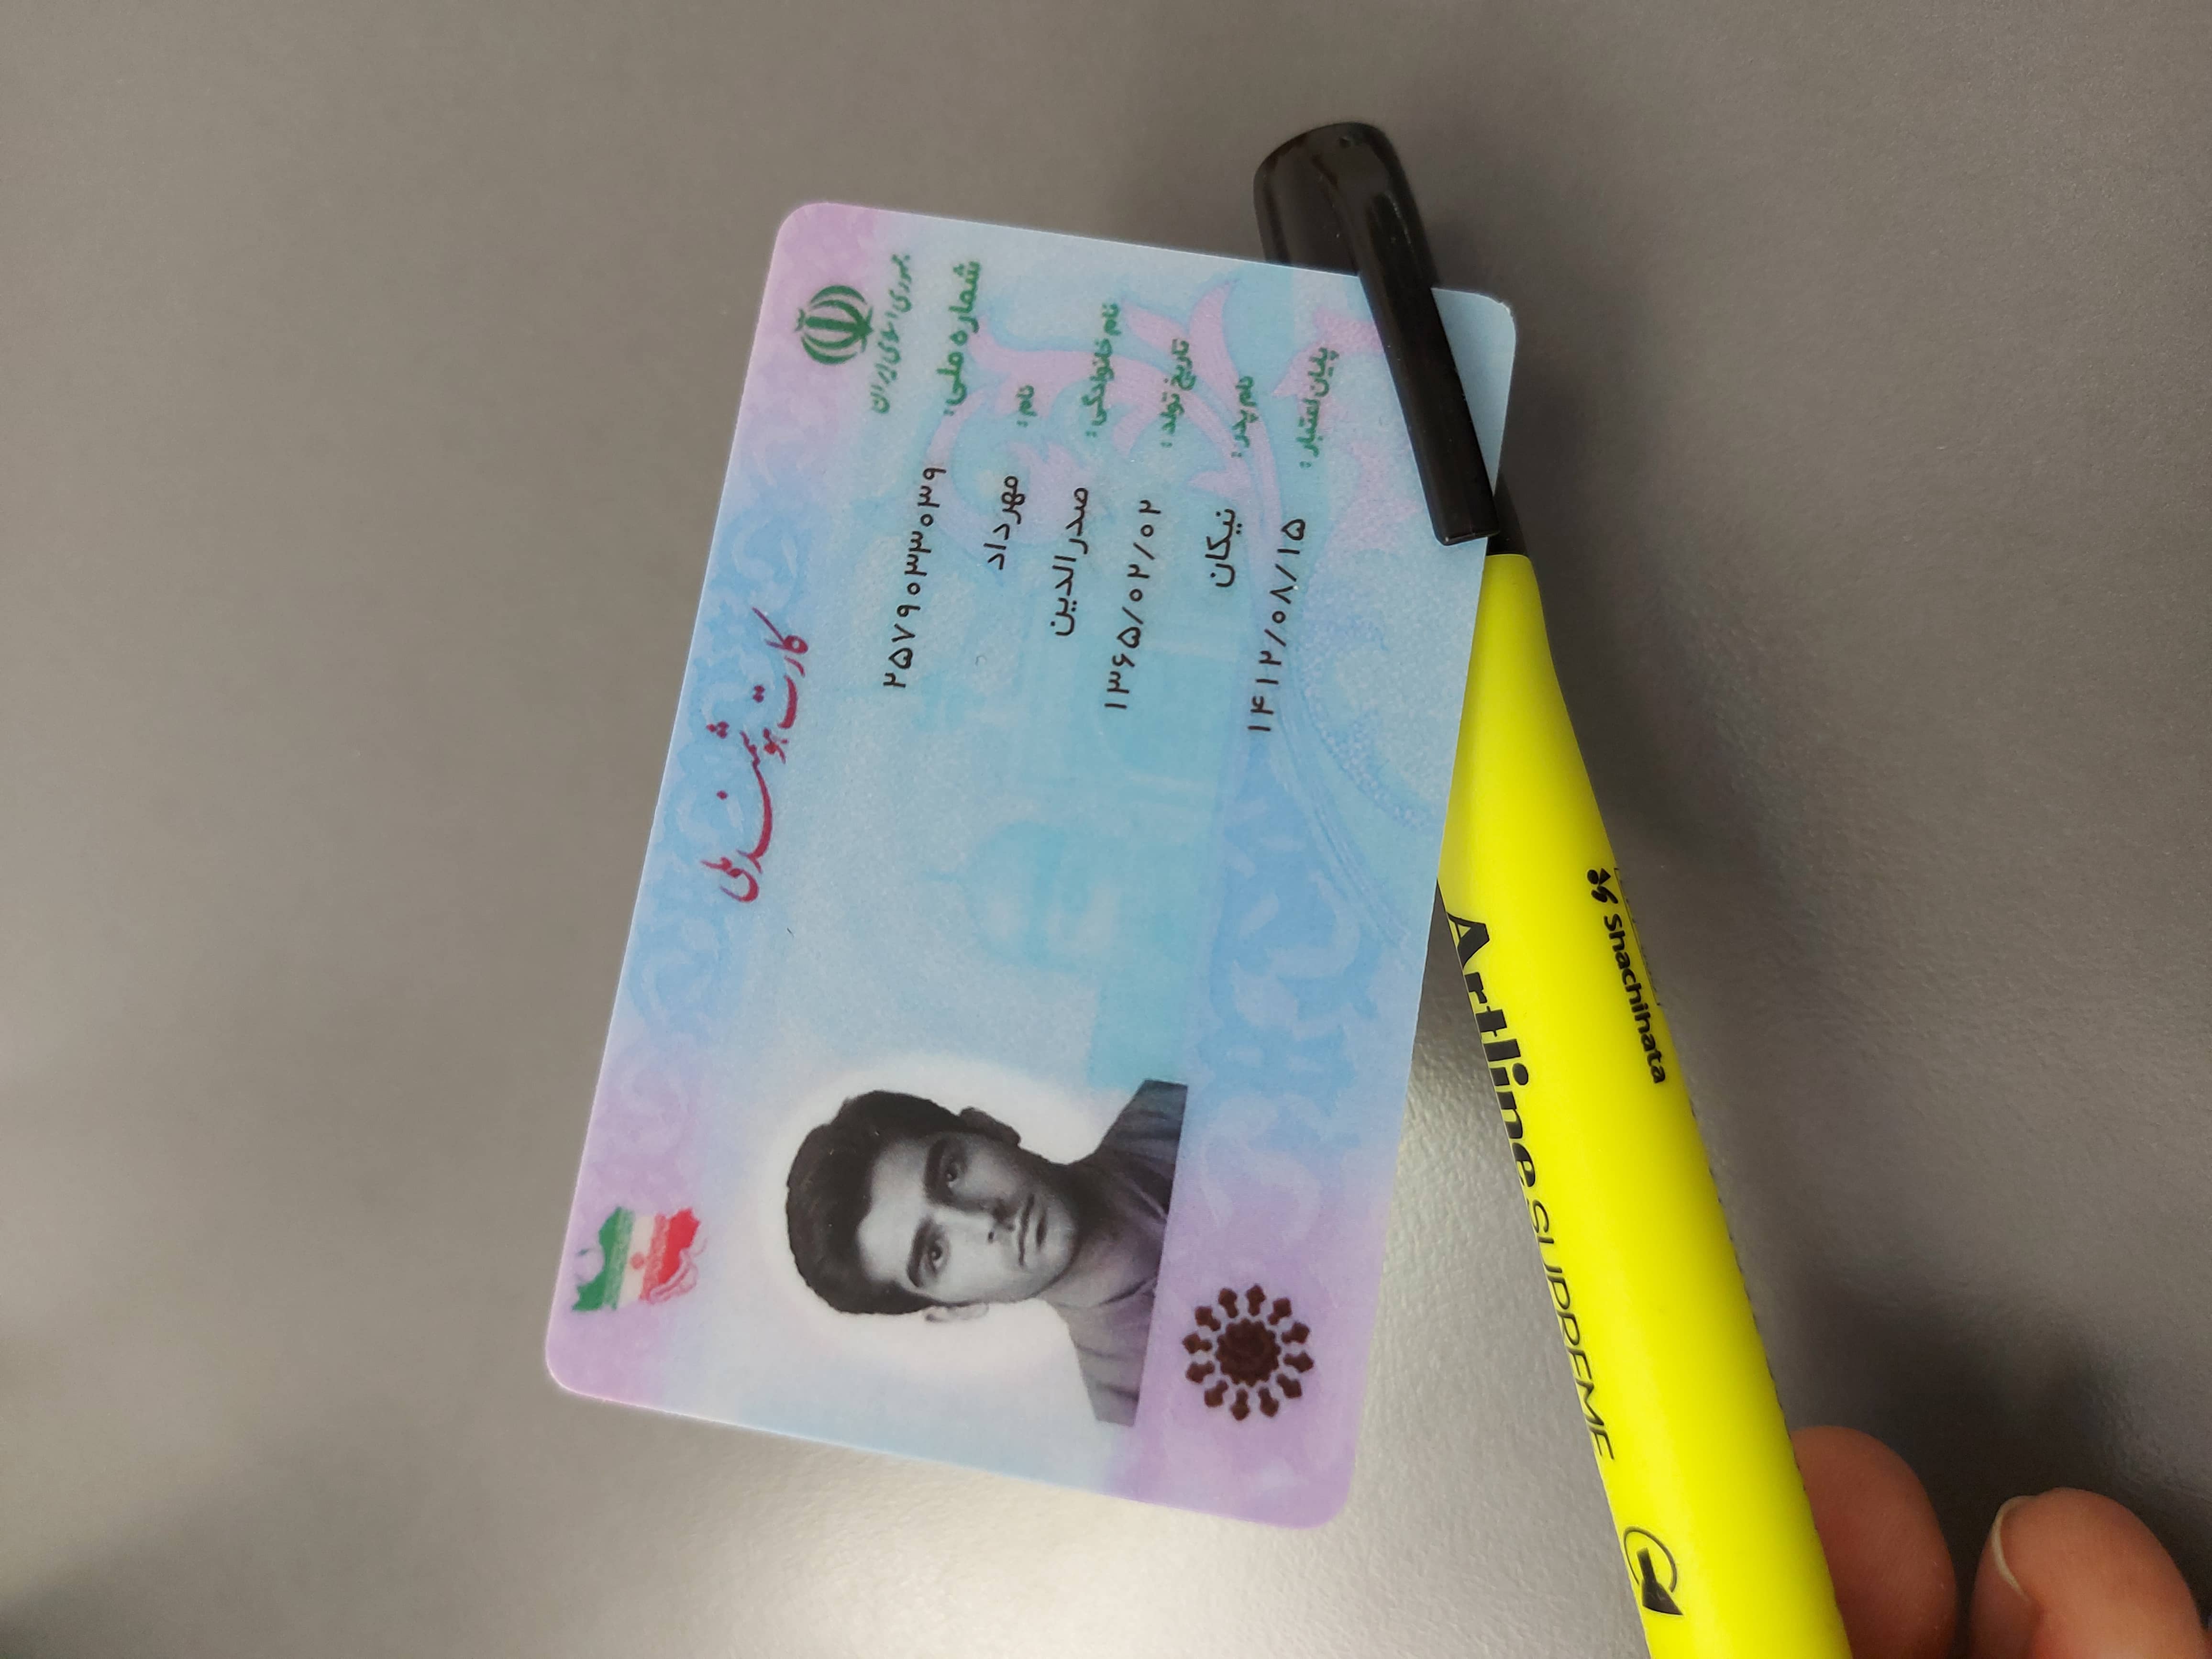 جمهوری اسلامی ایران
کارت هوشمند ملی
شماره ملی: ۲۵۷۹۰۳۳۰۳۹
نام: مهرداد
نام خانوادگی: صدرالدین
تاریخ تولد: ۱۳۶۵/۰۲/۰۲
نام پدر: نیکان
پایان اعتبار: ۱۴۱۲/۰۸/۱۵
Shachihata
Artline SUPREME